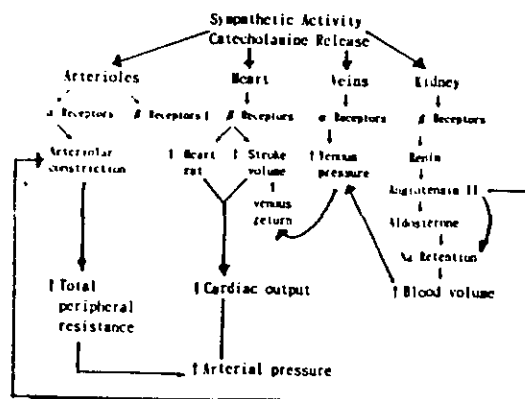 Sympathetic Activity
Catecholamine Release
Arterioles
Heart
Veins
Kidney
α Receptors
β Receptors
β Receptors
α Receptors
β Receptors
Arteriolar
constriction
↑ Heart
rat
↑ Stroke
volume
↑
venous
return
↑ Venous
pressure
Renin
Angiotensin II
Aldosterone
Na Retention
↑ Blood volume
↑ Total
peripheral
resistance
↑ Cardiac output
↑ Arterial pressure